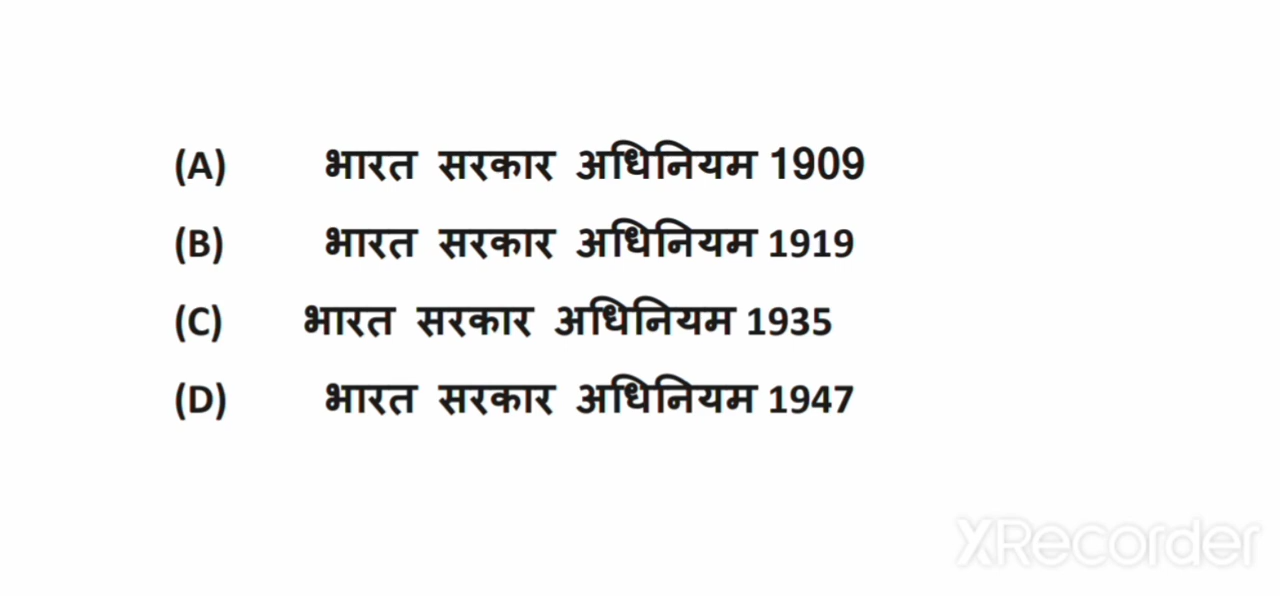 (A) भारत सरकार अधिनियम 1909
(B) भारत सरकार अधिनियम 1919
(C) भारत सरकार अधिनियम 1935
(D) भारत सरकार अधिनियम 1947
XRecorder